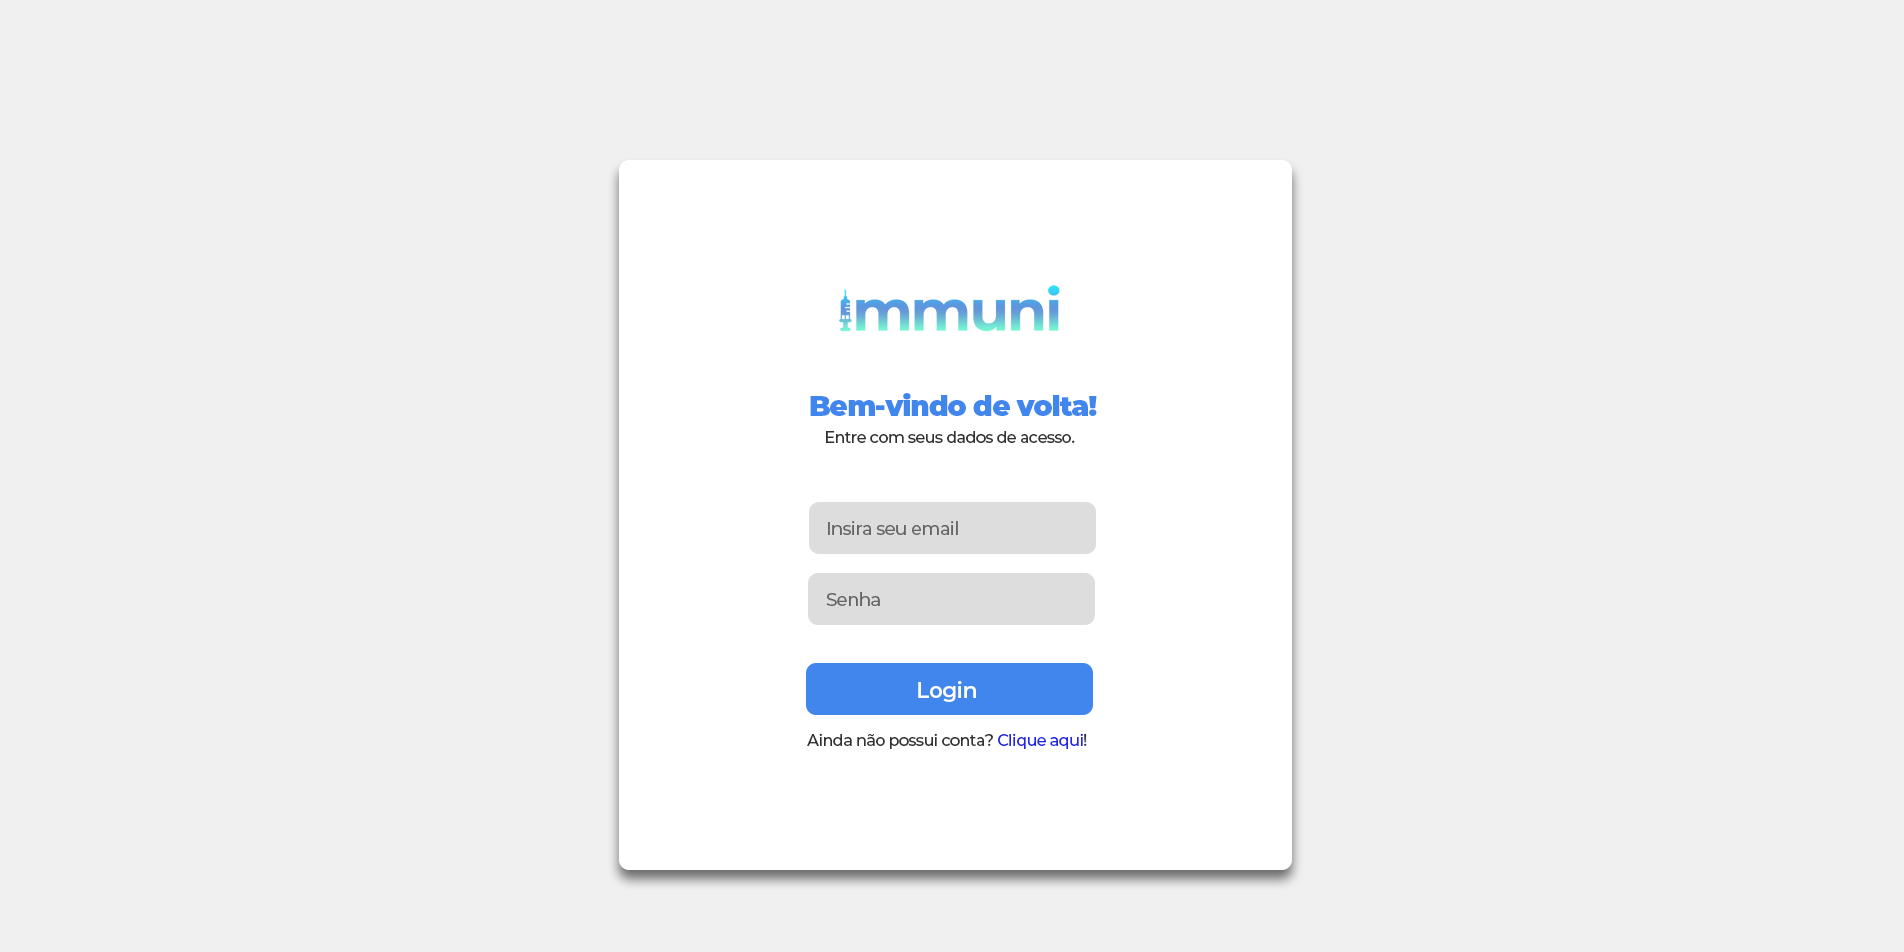 immuni
Bem-vindo de volta!
Entre com seus dados de acesso.
Insira seu email
Senha
Login
Ainda não possui conta? Clique aqui!